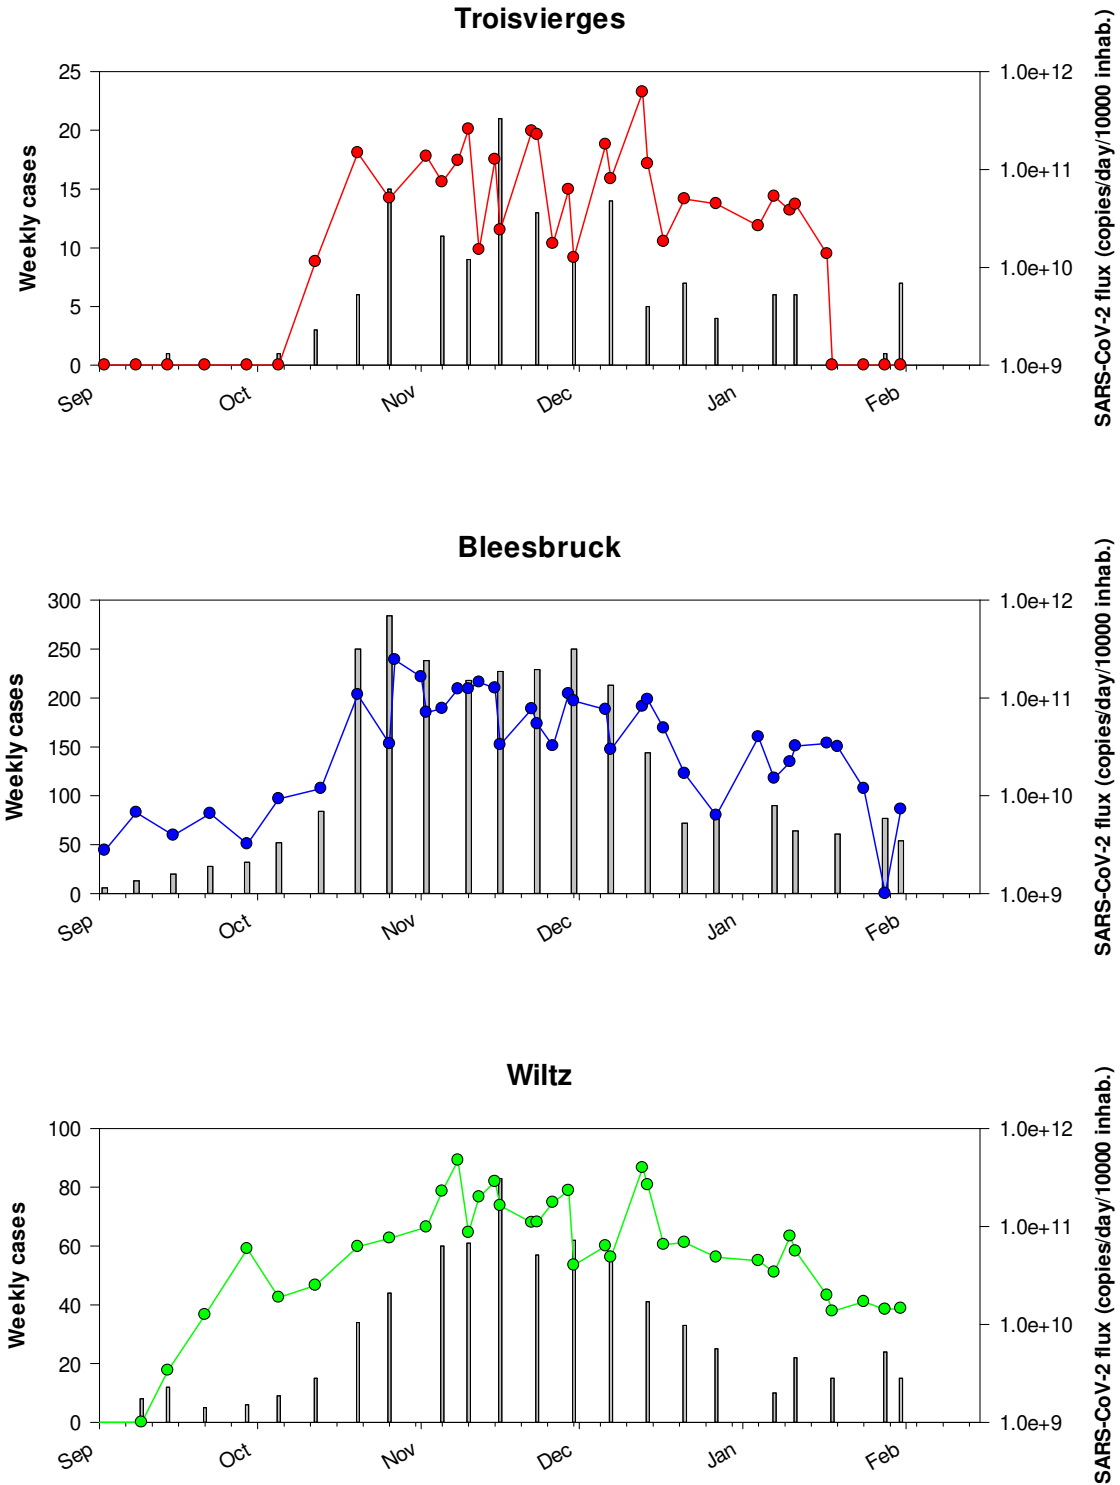 Troisvierges
Weekly cases
25
20
15
10
5
0
1.0e+12
1.0e+11
1.0e+10
1.0e+9
SARS-CoV-2 flux (copies/day/10000 inhab.)
Sep
Oct
Nov
Dec
Jan
Feb
Bleesbruck
Weekly cases
300
250
200
150
100
50
0
1.0e+12
1.0e+11
1.0e+10
1.0e+9
SARS-CoV-2 flux (copies/day/10000 inhab.)
Sep
Oct
Nov
Dec
Jan
Feb
Wiltz
Weekly cases
100
80
60
40
20
0
1.0e+12
1.0e+11
1.0e+10
1.0e+9
SARS-CoV-2 flux (copies/day/10000 inhab.)
Sep
Oct
Nov
Dec
Jan
Feb